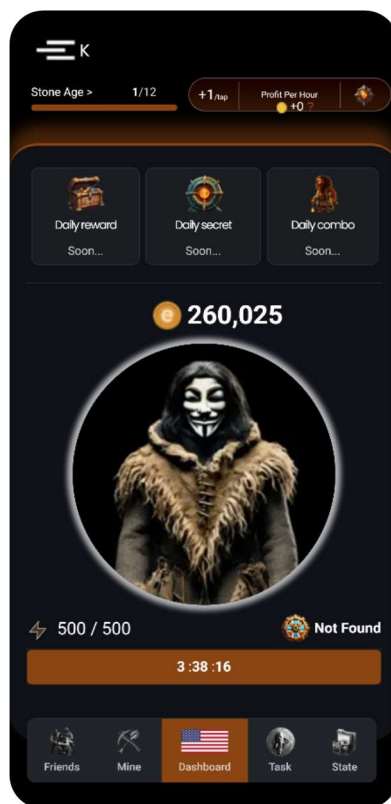 K
Stone Age > 1/12
+1/tap
Profit Per Hour
+0 ?
Daily reward
Soon...
Daily secret
Soon...
Daily combo
Soon...
e 260,025
500 / 500
Not Found
3 :38 :16
Friends
Mine
Dashboard
Task
State